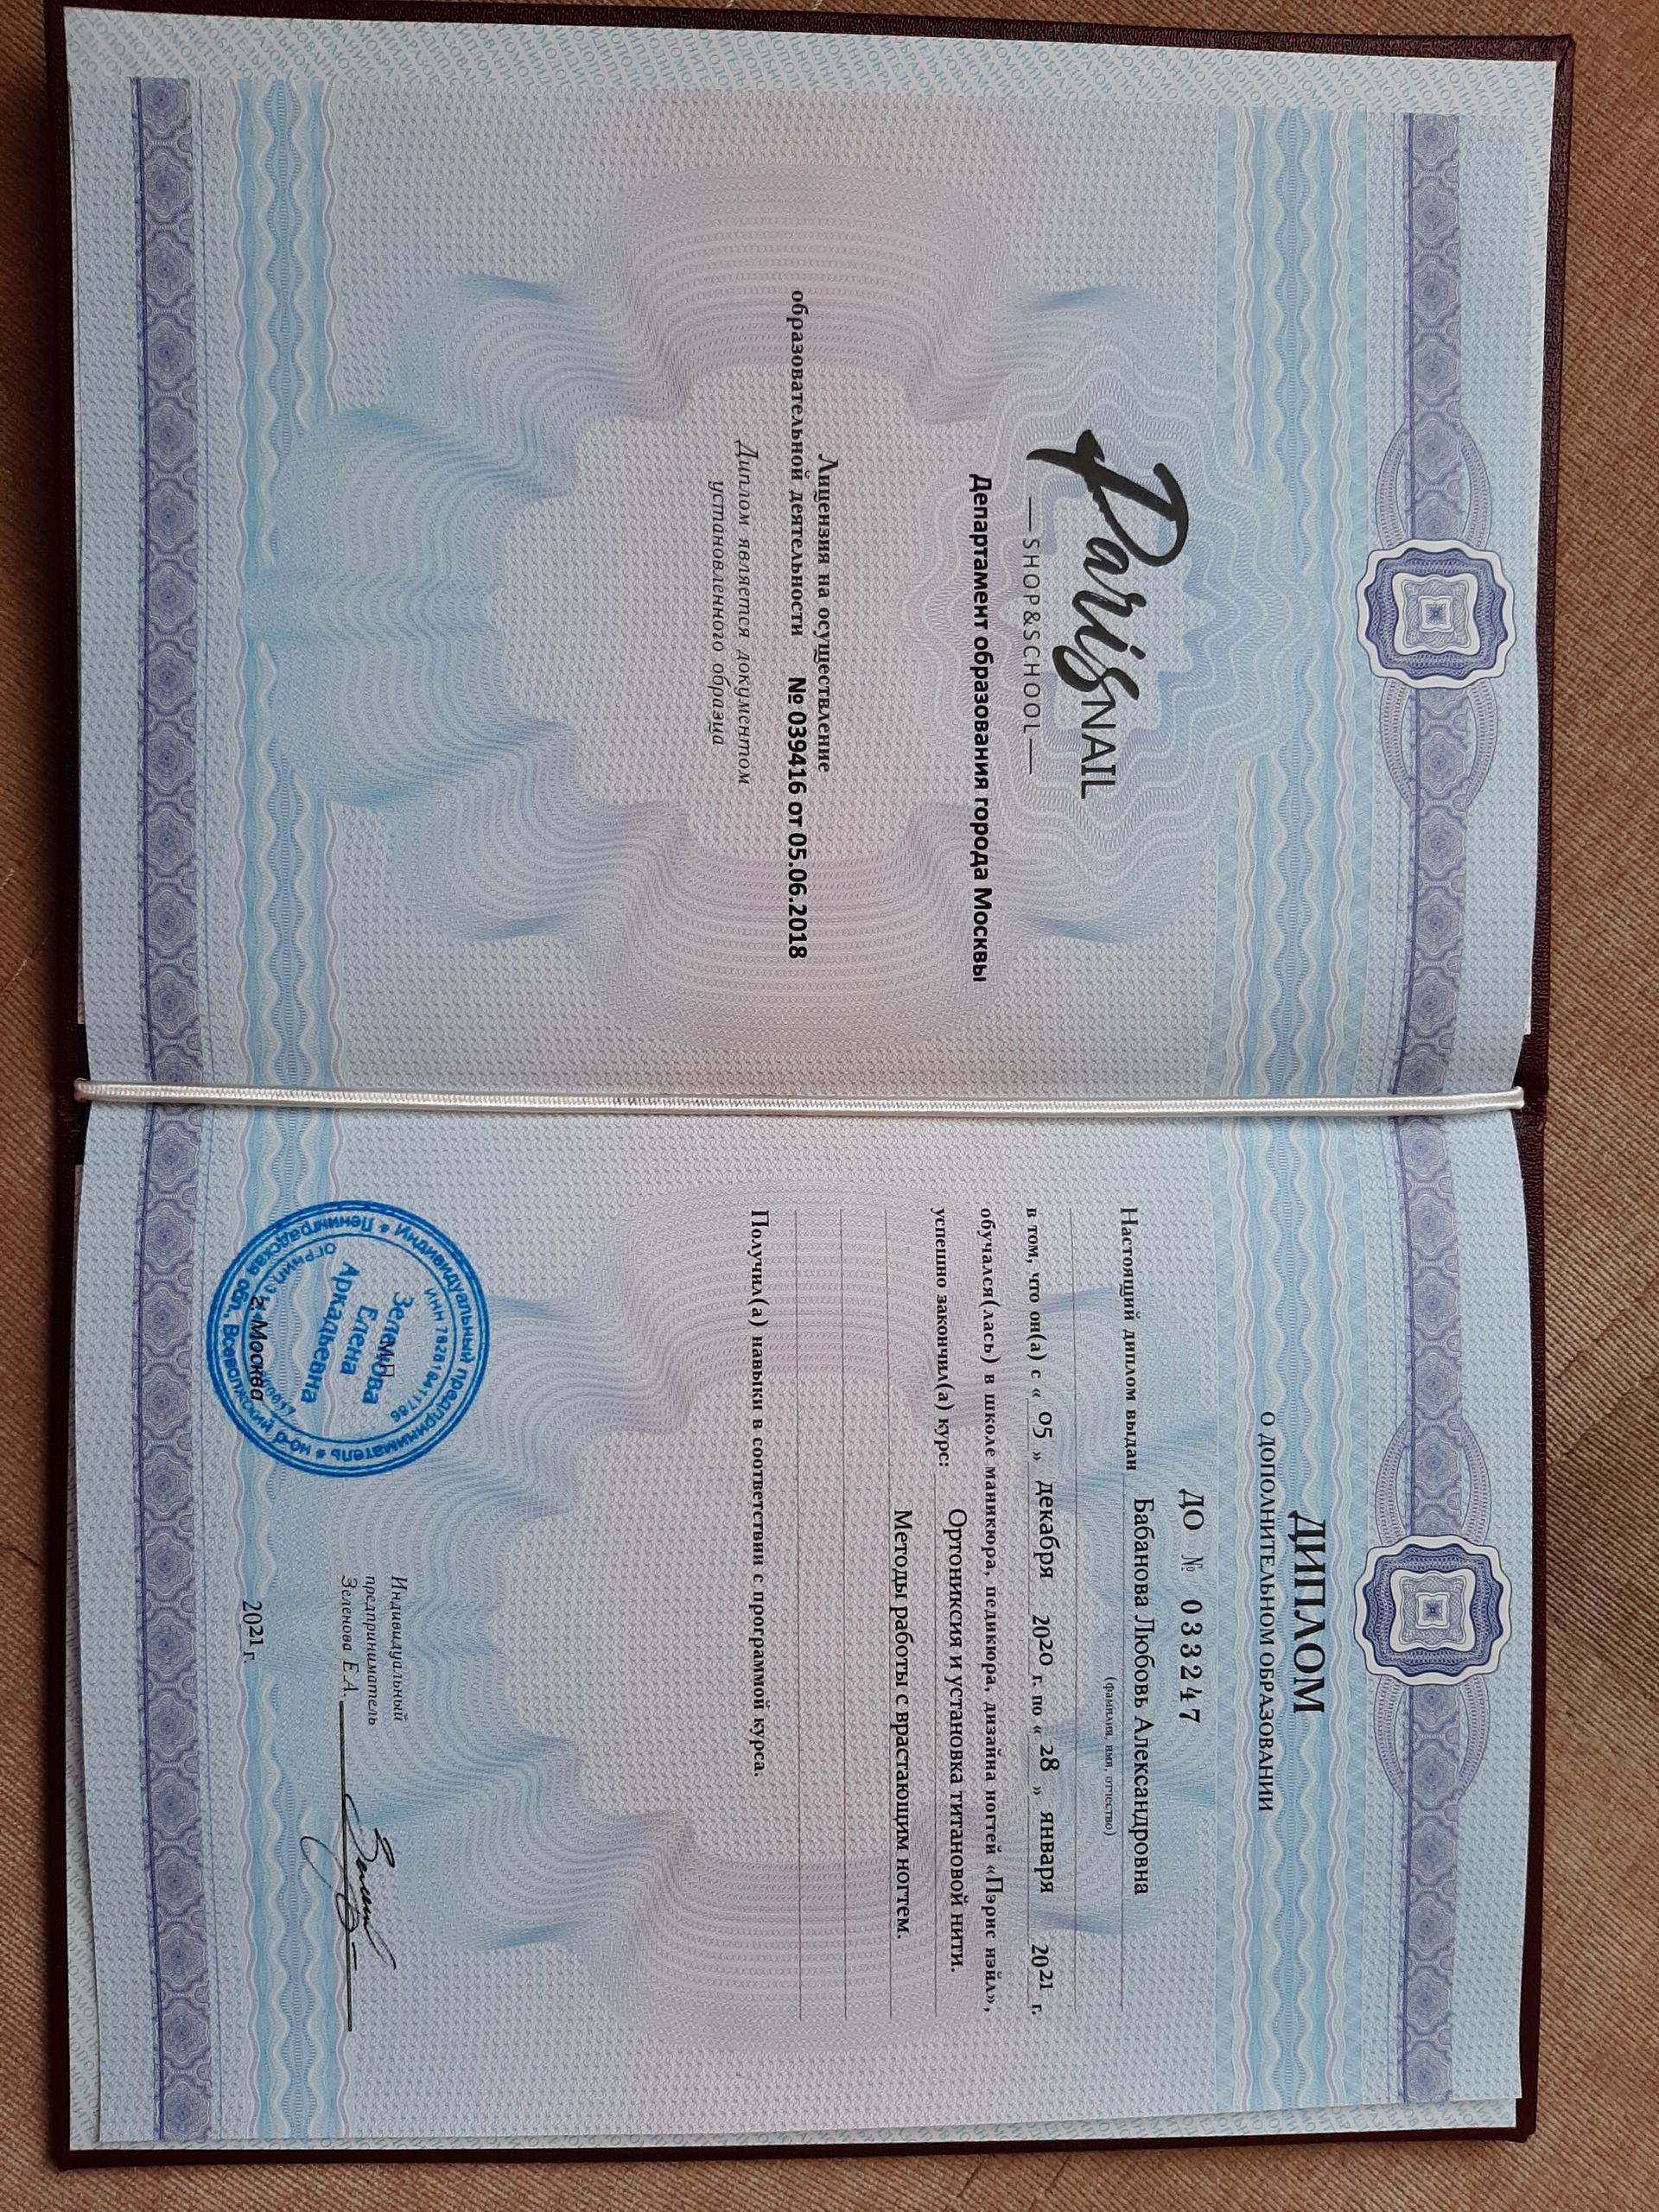 Paris NAIL
SHOP&SCHOOL
Департамент образования города Москвы
Лицензия на осуществление
образовательной деятельности № 039416 от 05.06.2018
Диплом является документом
установленного образца
ДИПЛОМ
О ДОПОЛНИТЕЛЬНОМ ОБРАЗОВАНИИ
ДО № 033247
Настоящий диплом выдан Бабанова Любовь Александровна
(фамилия, имя, отчество)
в том, что он(а) с « 05 » декабря 2020 г. по « 28 » января 2021 г.
обучался(лась) в школе маникюра, педикюра, дизайна ногтей «Пэрис нэйл»,
успешно закончил(а) курс: Ортониксия и установка титановой нити.
Методы работы с врастающим ногтем.
Получил(а) навыки в соответствии с программой курса.
Индивидуальный
предприниматель
Зеленова Е.А.
Индивидуальный предприниматель
Ленинградская обл., Всеволжский р-он
ОГРНИП
Зеленова
Елена
Аркадьевна
М.П.
г. Москва
2021 г.